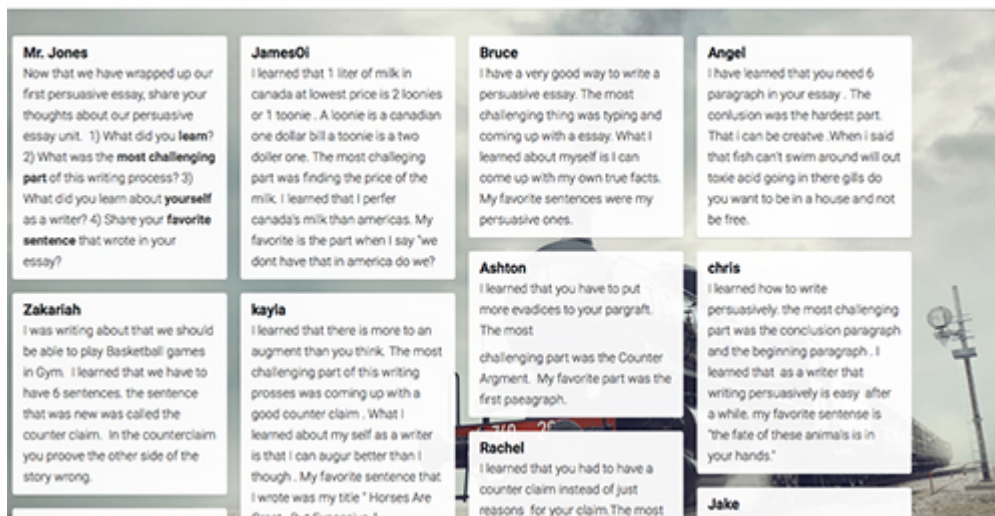 Mr. Jones
Now that we have wrapped up our
first persuasive essay, share your
thoughts about our persuasive
essay unit. 1) What did you learn?
2) What was the most challenging
part of this writing process? 3)
What did you learn about yourself
as a writer? 4) Share your favorite
sentence that wrote in your
essay?
Zakariah
I was writing about that we should
be able to play Basketball games
in Gym. I learned that we have to
have 6 sentences. the sentence
that was new was called the
counter claim. In the counterclaim
you proove the other side of the
story wrong.
JamesOi
I learned that 1 liter of milk in
canada at lowest price is 2 loonies
or 1 toonie . A loonie is a canadian
one dollar bill a toonie is a two
doller one. The most challeging
part was finding the price of the
milk. I learned that I perfer
canada's milk than americas. My
favorite is the part when I say "we
dont have that in america do we?
kayla
I learned that there is more to an
augment than you think. The most
challenging part of this writing
prosses was coming up with a
good counter claim . What I
learned about my self as a writer
is that I can augur better than I
though . My favorite sentence that
I wrote was my title " Horses Are
Great , But Expensive "
Bruce
I have a very good way to write a
persuasive essay. The most
challenging thing was typing and
coming up with a essay. What I
learned about myself is I can
come up with my own true facts.
My favorite sentences were my
persuasive ones.
Ashton
I learned that you have to put
more evadices to your pargraft.
The most
challenging part was the Counter
Argment. My favorite part was the
first paeagraph.
Rachel
I learned that you had to have a
counter claim instead of just
reasons for your claim.The most
Angel
I have learned that you need 6
paragraph in your essay . The
conlusion was the hardest part.
That i can be creatve .When i said
that fish can't swim around will out
toxie acid going in there gills do
you want to be in a house and not
be free.
chris
I learned how to write
persuasively. the most challenging
part was the conclusion paragraph
and the beginning paragraph . I
learned that as a writer that
writing persuasively is easy after
a while. my favorite sentense is
"the fate of these animals is in
your hands."
Jake